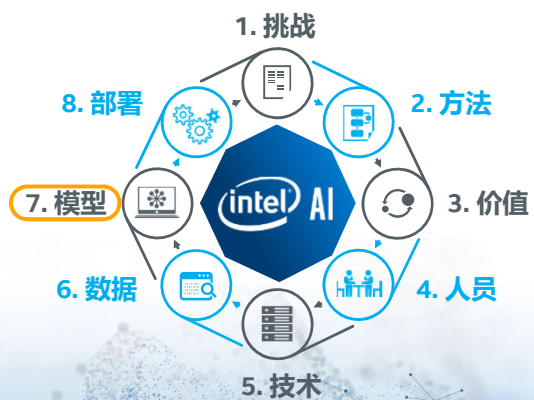 1. 挑战
8. 部署
2. 方法
intel AI
7. 模型
3. 价值
6. 数据
4. 人员
5. 技术